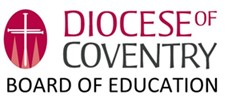 DIOCESE OF
COVENTRY
BOARD OF EDUCATION